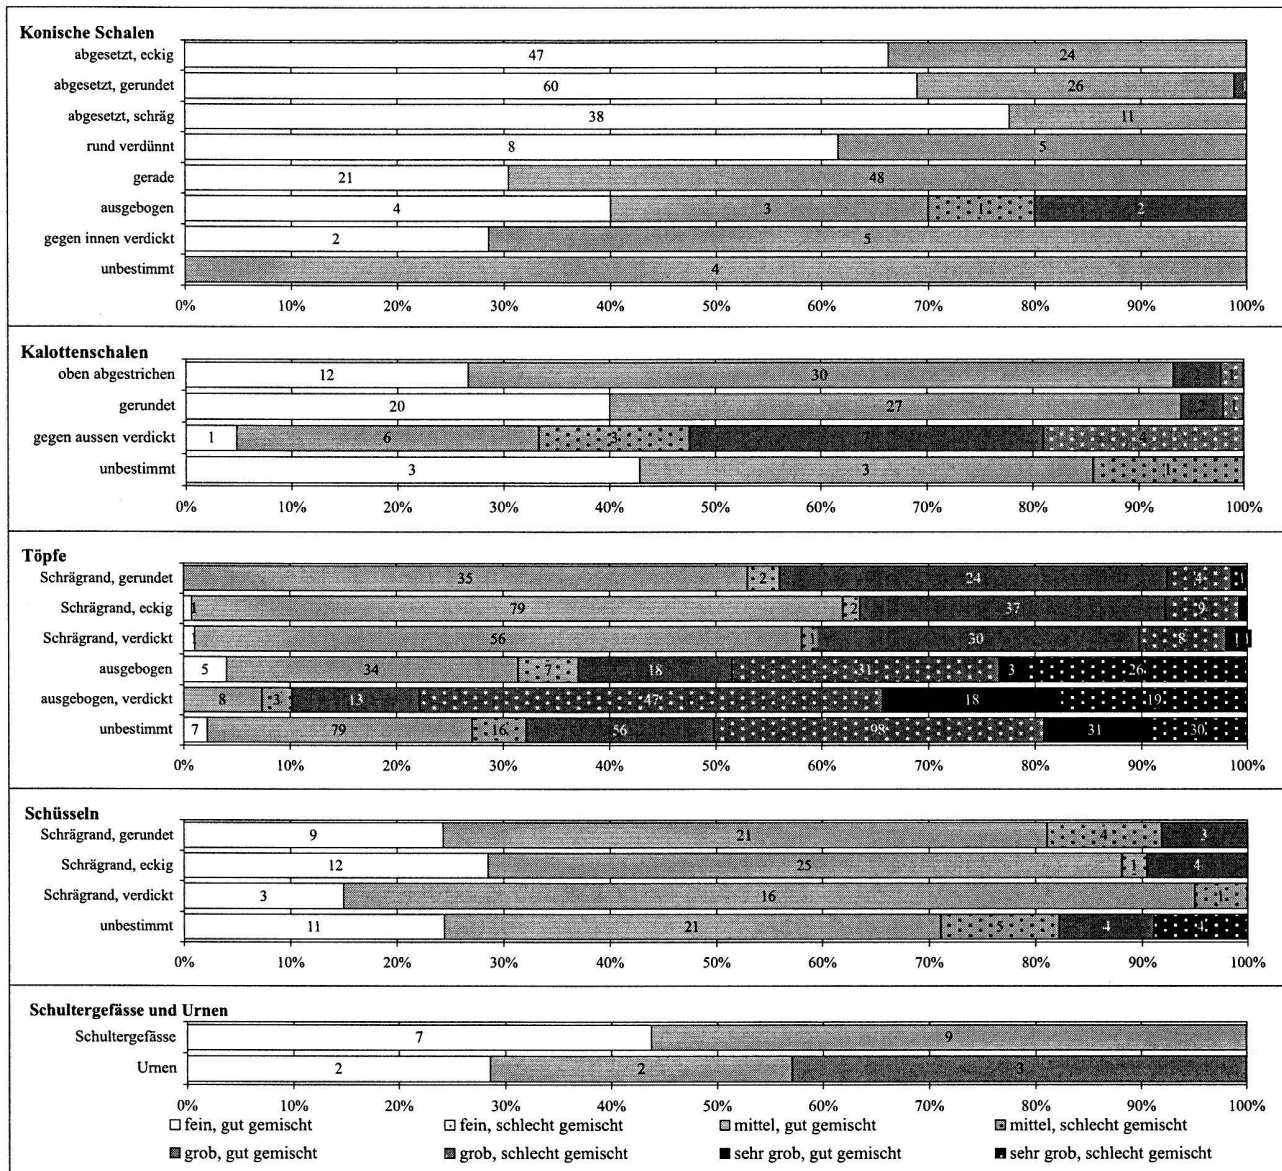 Konische Schalen
abgesetzt, eckig 47 24
abgesetzt, gerundet 60 26
abgesetzt, schräg 38 11
rund verdünnt 8 5
gerade 21 48
ausgebogen 4 3 1 2
gegen innen verdickt 2 5
unbestimmt 4
0% 10% 20% 30% 40% 50% 60% 70% 80% 90% 100%
Kalottenschalen
oben abgestrichen 12 30 2 1
gerundet 20 27 2 1
gegen aussen verdickt 1 6 3 7 4
unbestimmt 3 3 1
0% 10% 20% 30% 40% 50% 60% 70% 80% 90% 100%
Töpfe
Schrägrand, gerundet 35 2 24 4 1
Schrägrand, eckig 1 79 2 37 9
Schrägrand, verdickt 1 56 1 30 8 1 1
ausgebogen 5 34 7 18 31 3 26
ausgebogen, verdickt 8 3 13 47 18 19
unbestimmt 7 79 16 56 98 31 30
0% 10% 20% 30% 40% 50% 60% 70% 80% 90% 100%
Schüsseln
Schrägrand, gerundet 9 21 4 3
Schrägrand, eckig 12 25 1 4
Schrägrand, verdickt 3 16 1
unbestimmt 11 21 5 4 4
0% 10% 20% 30% 40% 50% 60% 70% 80% 90% 100%
Schultergefässe und Urnen
Schultergefässe 7 9
Urnen 2 2 3
0% 10% 20% 30% 40% 50% 60% 70% 80% 90% 100%
fein, gut gemischt fein, schlecht gemischt mittel, gut gemischt mittel, schlecht gemischt
grob, gut gemischt grob, schlecht gemischt sehr grob, gut gemischt sehr grob, schlecht gemischt